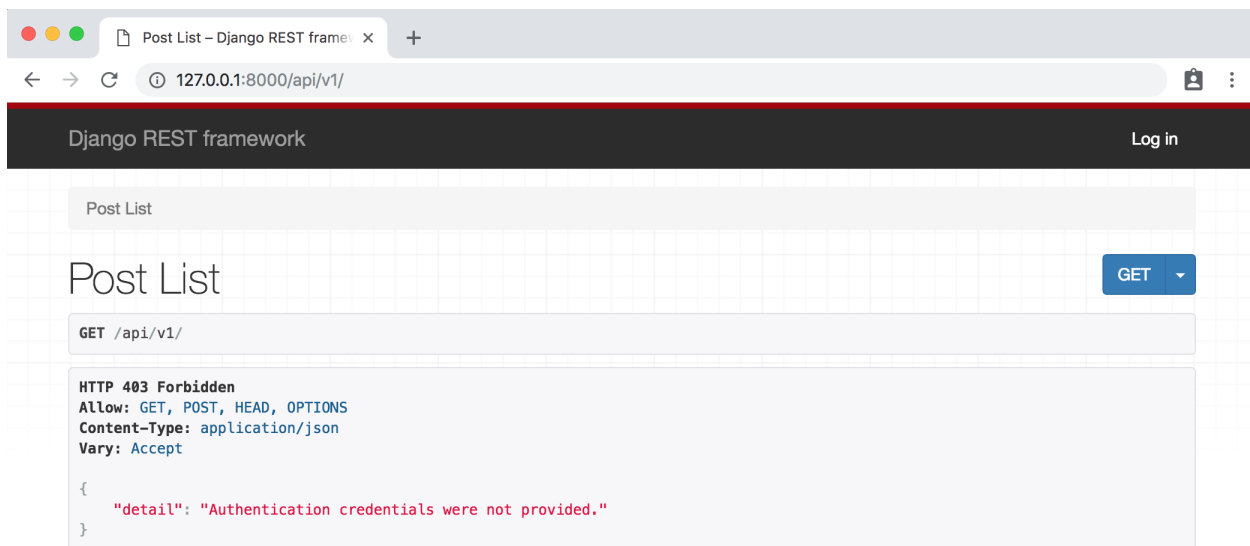 Post List – Django REST framew
127.0.0.1:8000/api/v1/
Django REST framework
Log in
Post List
Post List
GET
GET /api/v1/
HTTP 403 Forbidden
Allow: GET, POST, HEAD, OPTIONS
Content-Type: application/json
Vary: Accept
{
"detail": "Authentication credentials were not provided."
}